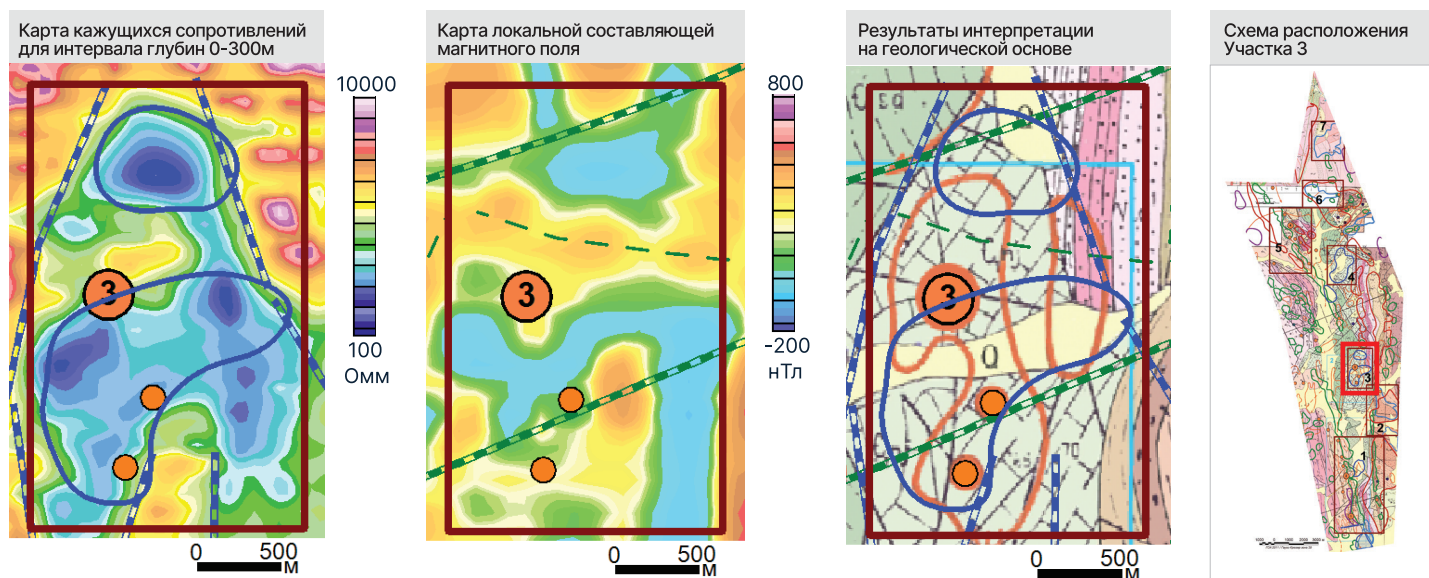 Карта кажущихся сопротивлений
для интервала глубин 0-300м
Карта локальной составляющей
магнитного поля
Результаты интерпретации
на геологической основе
Схема расположения
Участка 3
10000
100
Омм
3
0 500
М
800
-200
нТл
3
0 500
М
3
Q
0 500
М
7
6
5
4
3
2
1